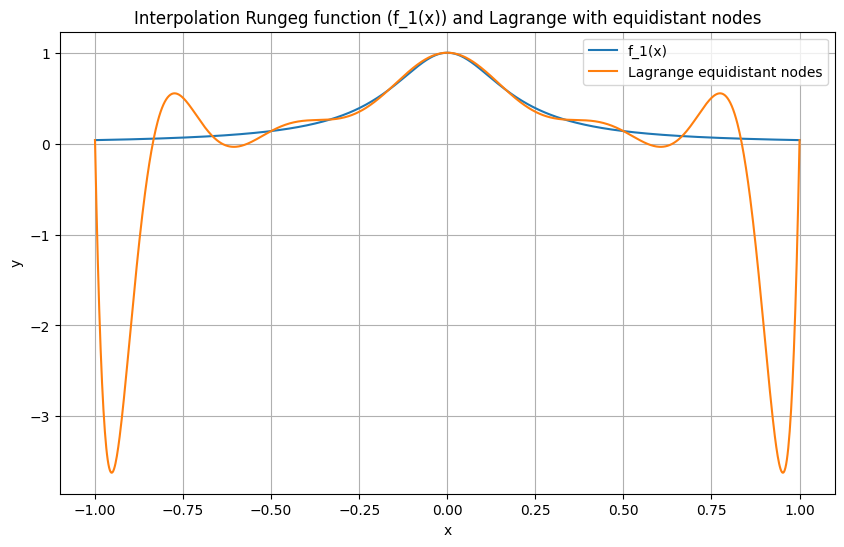 Interpolation Rungeg function (f_1(x)) and Lagrange with equidistant nodes
f_1(x)
Lagrange equidistant nodes
1
0
−1
−2
−3
y
−1.00
−0.75
−0.50
−0.25
0.00
0.25
0.50
0.75
1.00
x